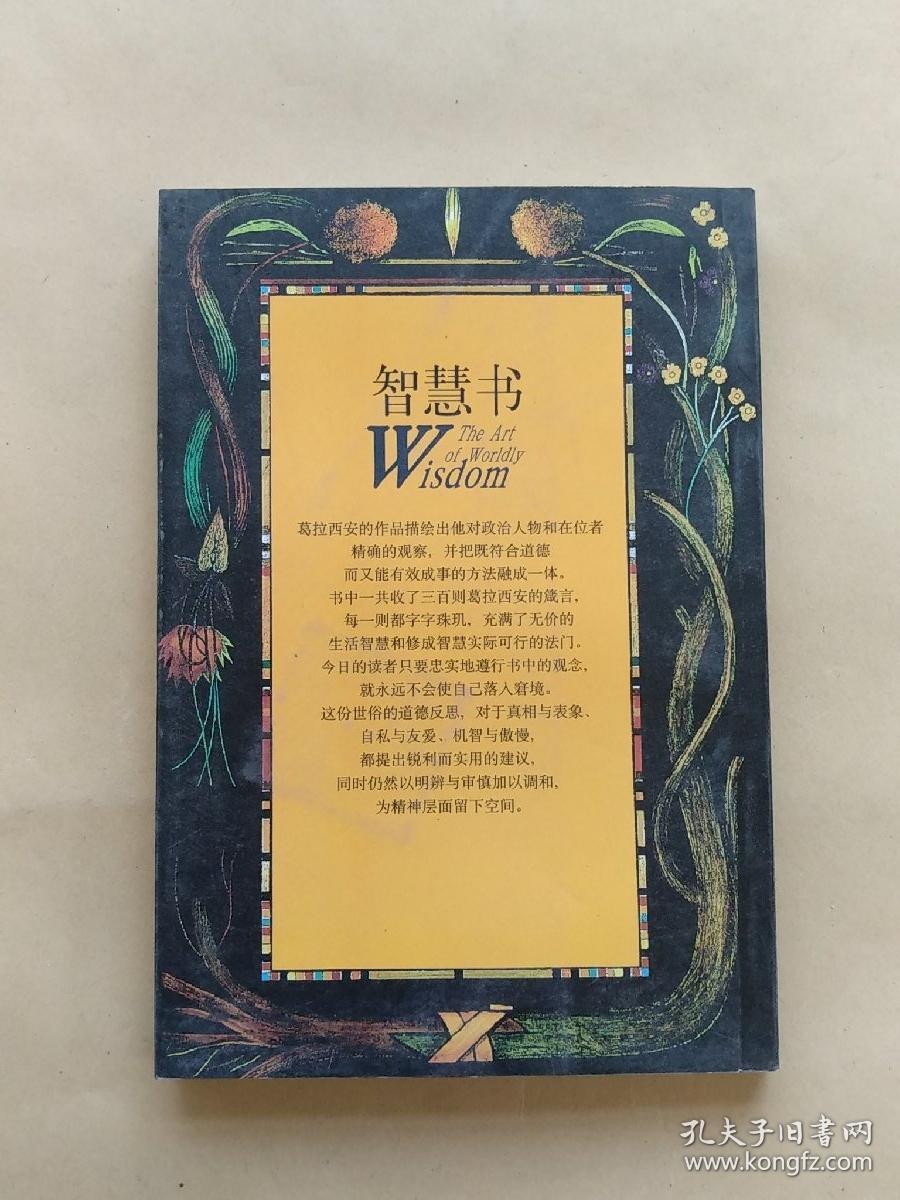 智慧书
The Art
of Worldly
Wisdom
葛拉西安的作品描绘出他对政治人物和在位者
精确的观察，并把既符合道德
而又能有效成事的方法融成一体。
书中一共收了三百则葛拉西安的箴言，
每一则都字字珠玑，充满了无价的
生活智慧和修成智慧实际可行的法门。
今日的读者只要忠实地遵行书中的观念，
就永远不会使自己落入窘境。
这份世俗的道德反思，对于真相与表象、
自私与友爱、机智与傲慢，
都提出锐利而实用的建议，
同时仍然以明辨与审慎加以调和，
为精神层面留下空间。
孔夫子旧書网
www.kongfz.com